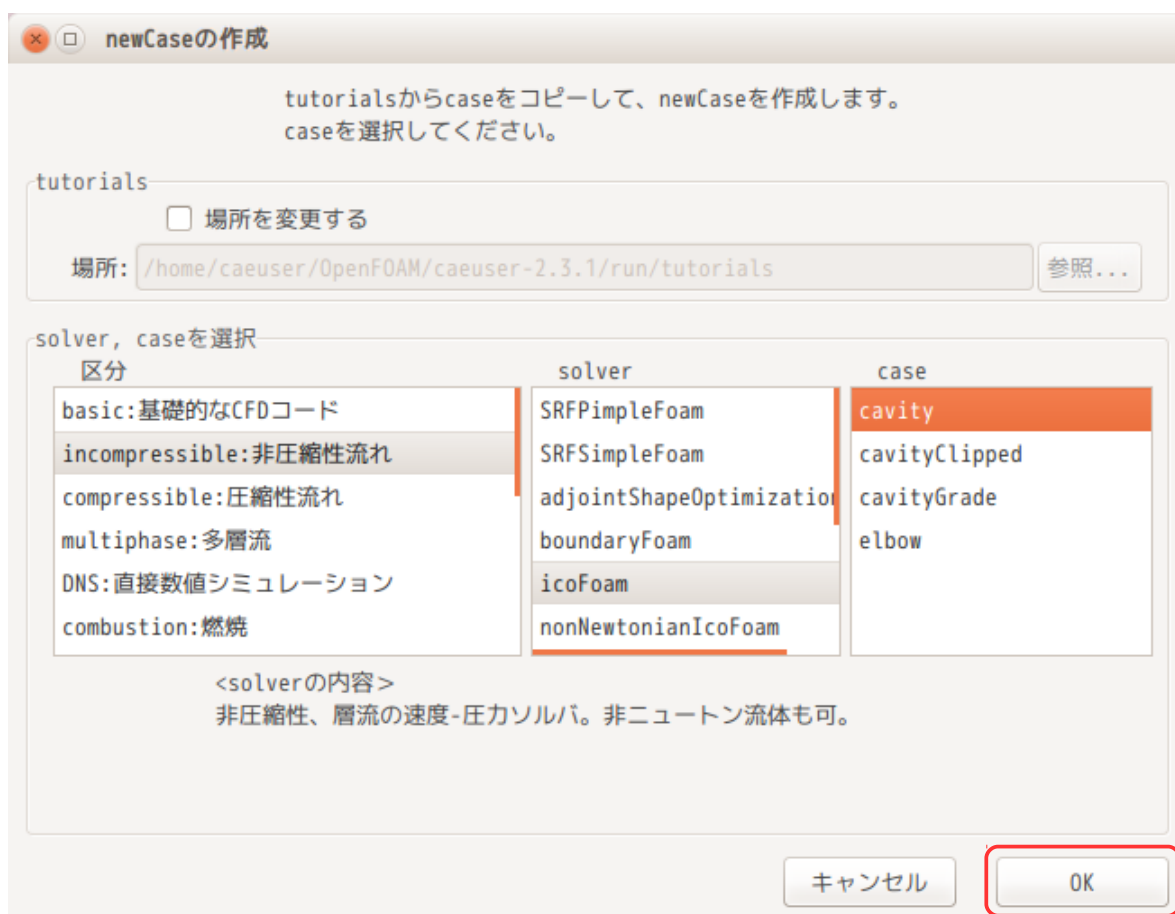 newCaseの作成
tutorialsからcaseをコピーして、newCaseを作成します。
caseを選択してください。
tutorials
場所を変更する
場所: /home/caeuser/OpenFOAM/caeuser-2.3.1/run/tutorials 参照...
solver, caseを選択
区分 solver case
basic:基礎的なCFDコード SRFPimpleFoam cavity
incompressible:非圧縮性流れ SRFSimpleFoam cavityClipped
compressible:圧縮性流れ adjointShapeOptimization cavityGrade
multiphase:多層流 boundaryFoam elbow
DNS:直接数値シミュレーション icoFoam
combustion:燃焼 nonNewtonianIcoFoam
<solverの内容>
非圧縮性、層流の速度-圧力ソルバ。非ニュートン流体も可。
キャンセル OK